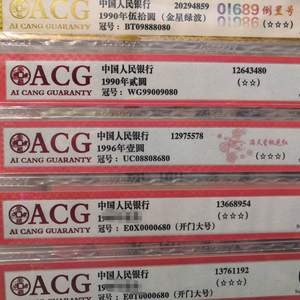 ACG
AI CANG GUARANTY
中国人民银行
20294859
1990年伍拾圆（金星绿波）
冠号：BT09888080
01689 倒置号
(☆☆)
ACG
AI CANG GUARANTY
中国人民银行
12643480
1990年贰圆
(☆☆☆)
冠号：WG99009080
ACG
AI CANG GUARANTY
中国人民银行
12975578
1996年壹圆
冠号：UC08808680
(☆☆☆)
ACG
AI CANG GUARANTY
中国人民银行
13668954
(☆☆☆)
冠号：E0X0000680（开门大号）
ACG
AI CANG GUARANTY
中国人民银行
13761192
(☆☆
冠号：E0T0000680（开门大号）